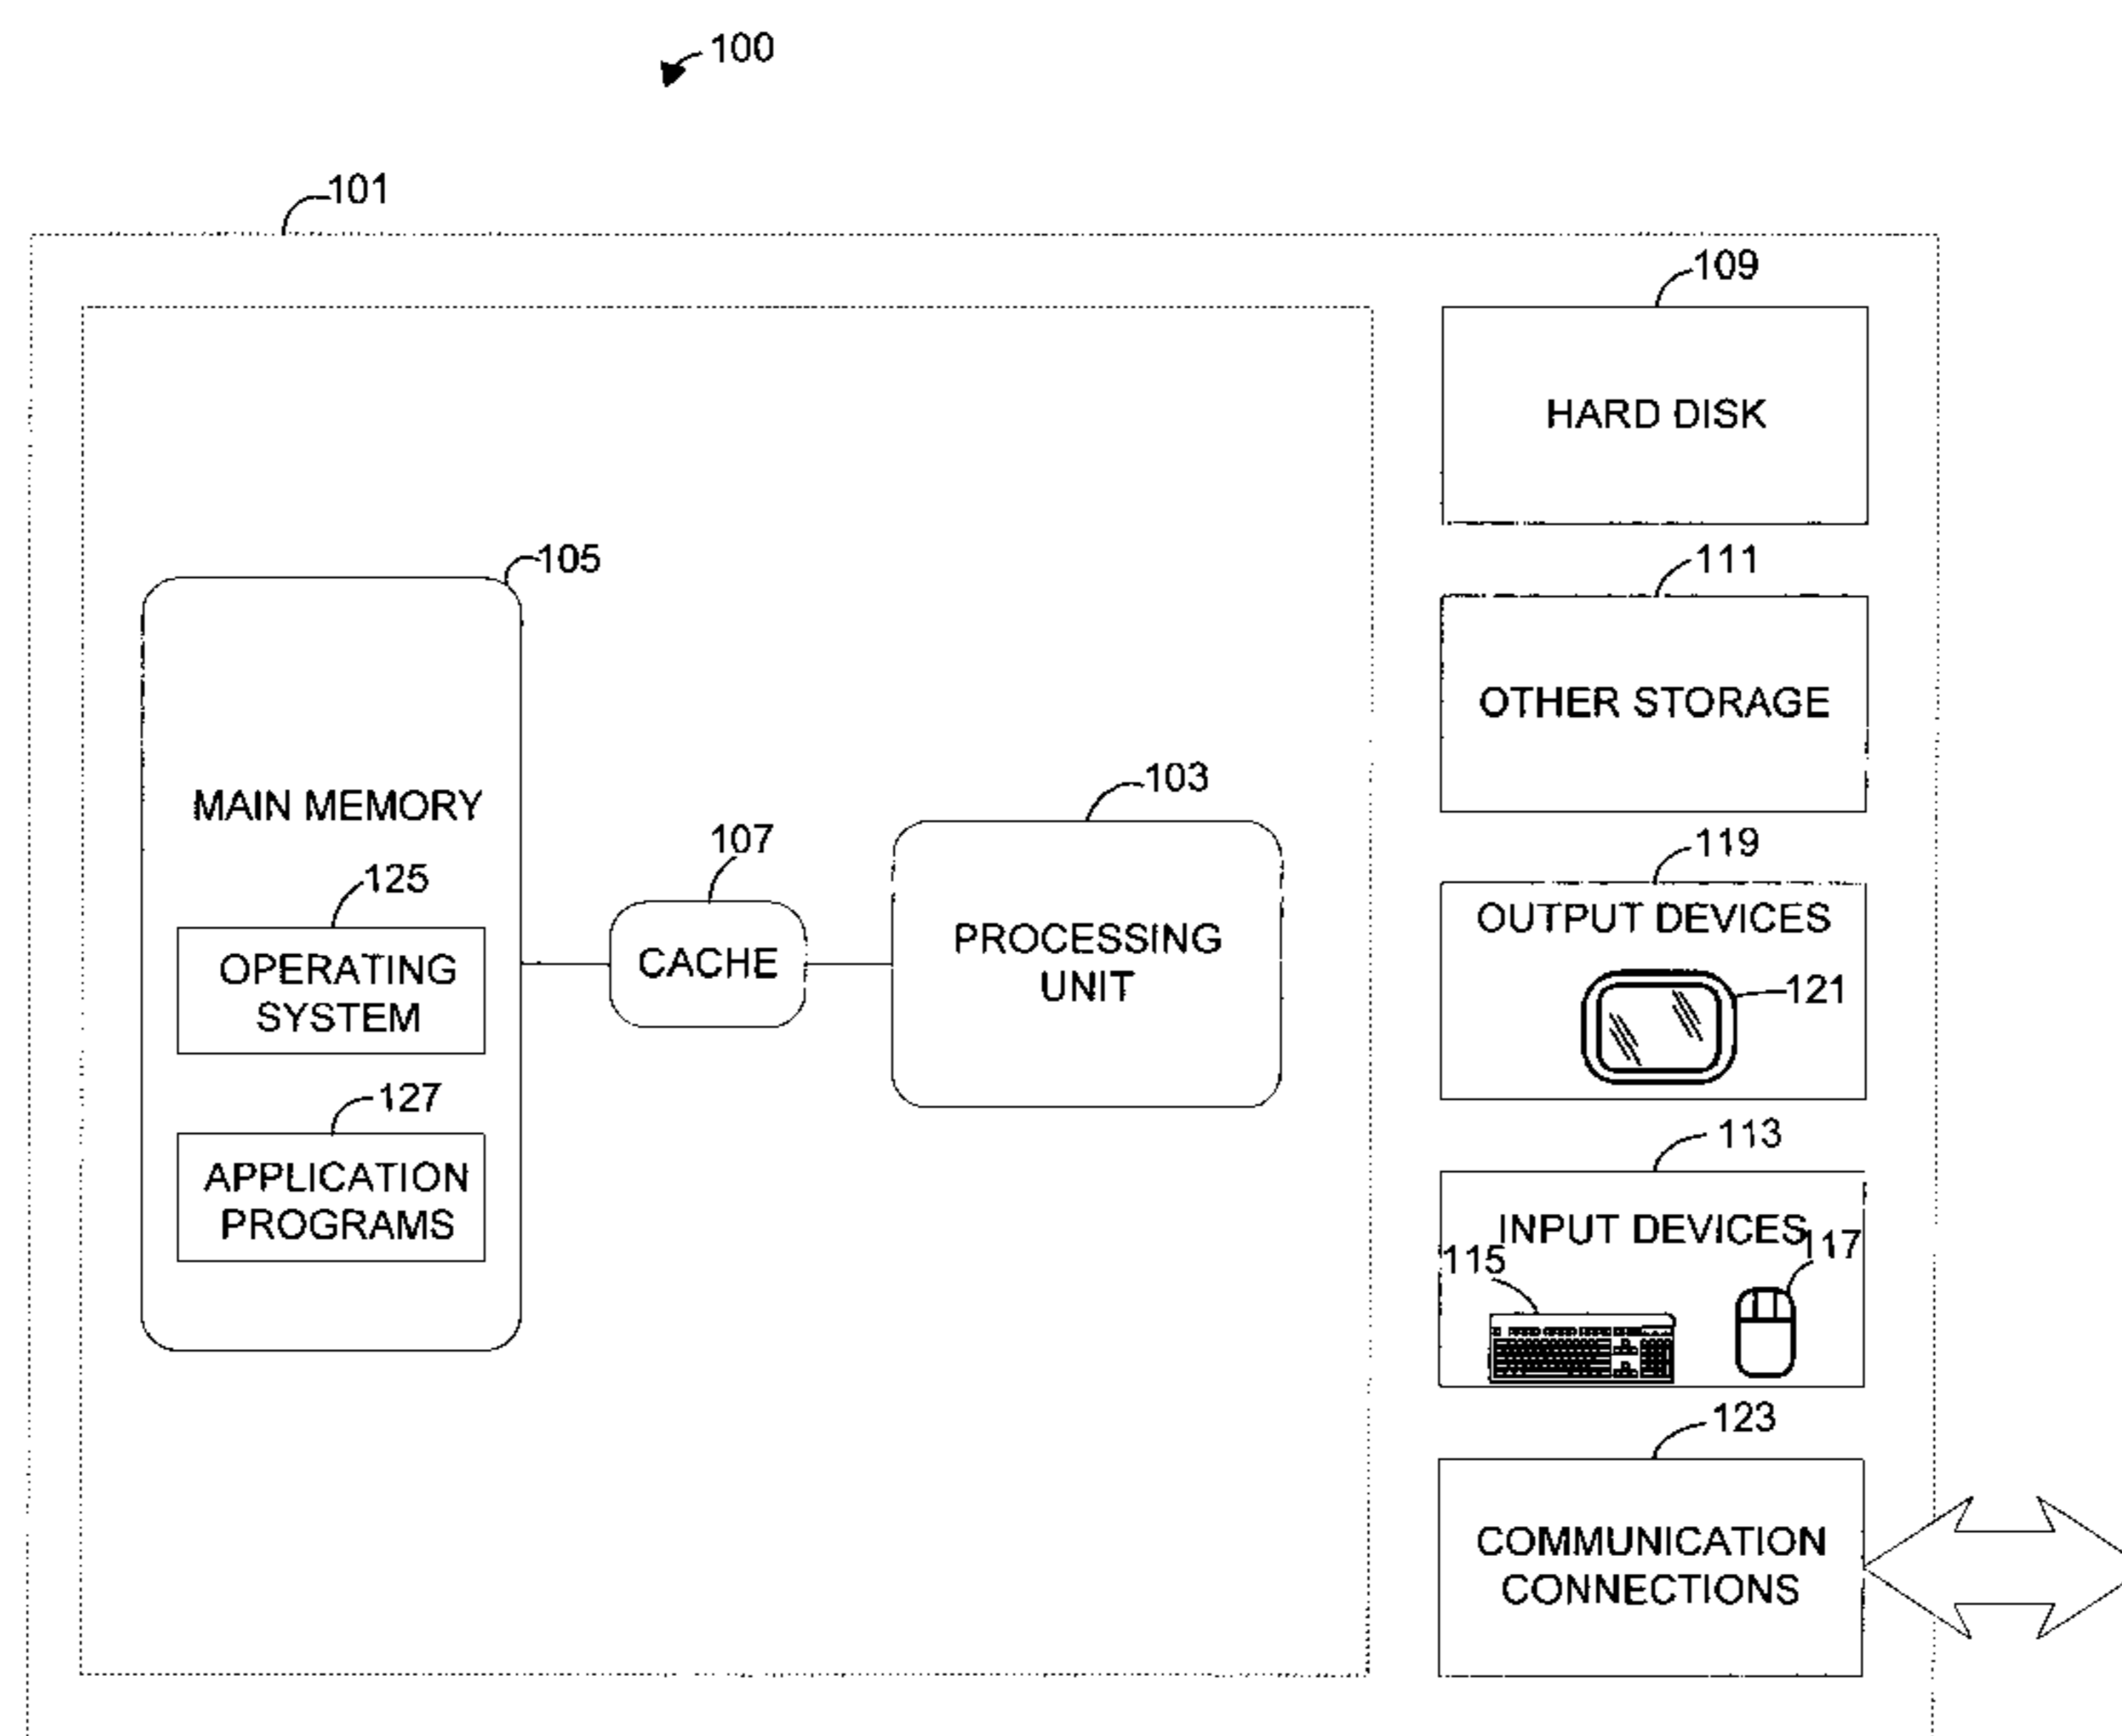 100
101
109
HARD DISK
105
111
OTHER STORAGE
MAIN MEMORY
103
107
119
125
OPERATING
SYSTEM
CACHE
PROCESSING
UNIT
OUTPUT DEVICES
121
127
APPLICATION
PROGRAMS
113
INPUT DEVICES
115
117
123
COMMUNICATION
CONNECTIONS